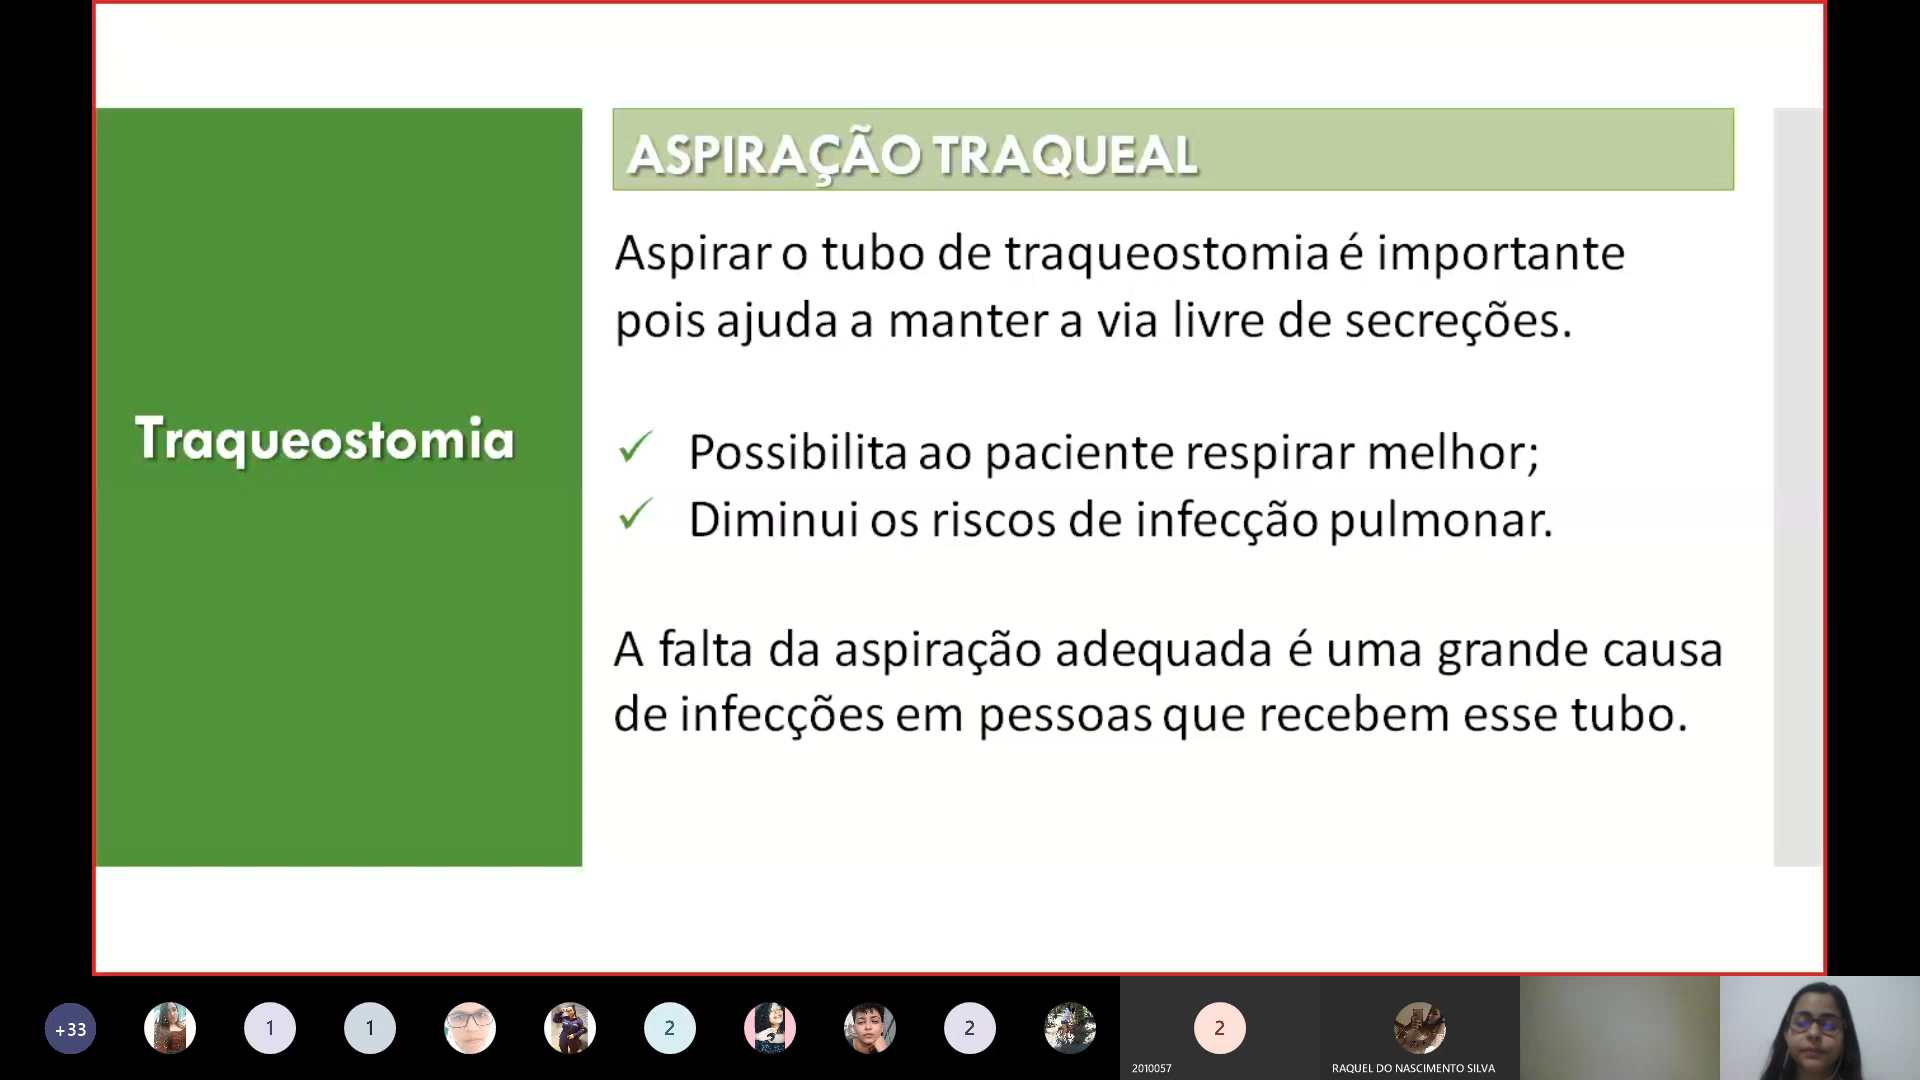 ASPIRAÇÃO TRAQUEAL
Aspirar o tubo de traqueostomia é importante
pois ajuda a manter a via livre de secreções.
Traqueostomia
Possibilita ao paciente respirar melhor;
Diminui os riscos de infecção pulmonar.
A falta da aspiração adequada é uma grande causa
de infecções em pessoas que recebem esse tubo.
+33
1
1
2
2
2
2010057
RAQUEL DO NASCIMENTO SILVA